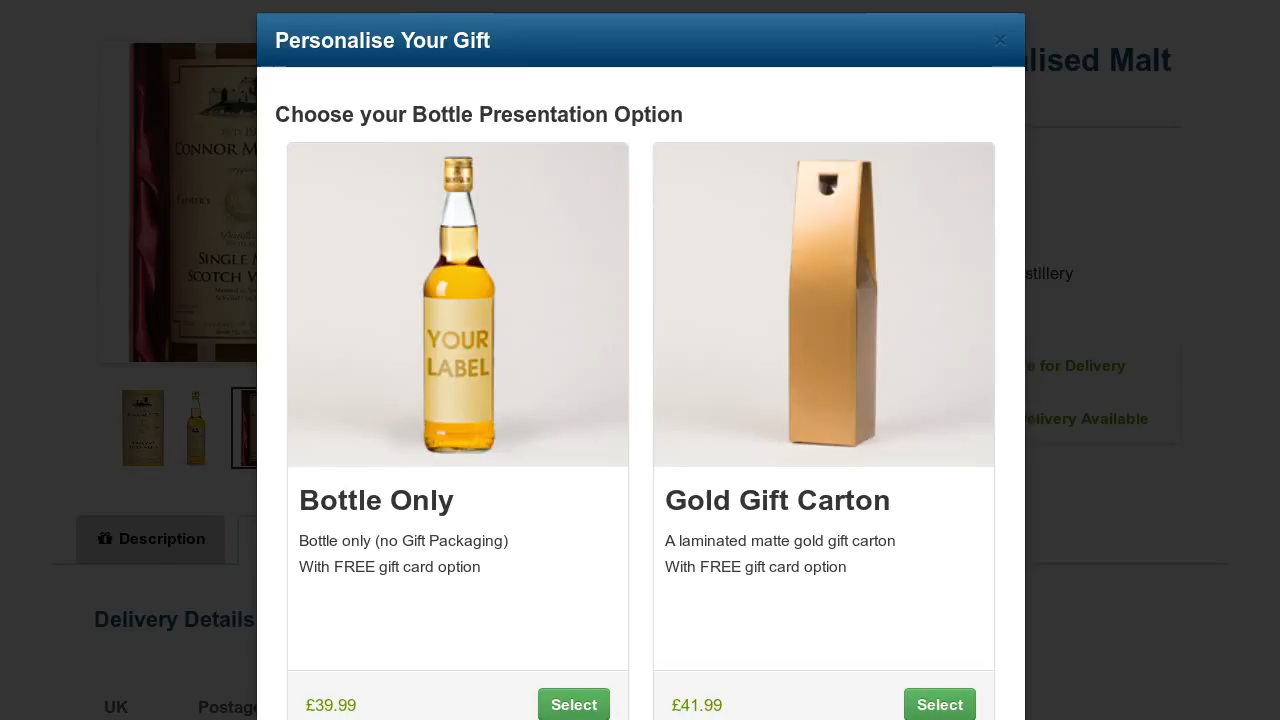 Personalise Your Gift
×
lised Malt
Choose your Bottle Presentation Option
CONNOR M
SINGLE M
SCOTCH W
YOUR
LABEL
stillery
e for Delivery
elivery Available
Bottle Only
Bottle only (no Gift Packaging)
With FREE gift card option
£39.99
Select
Gold Gift Carton
A laminated matte gold gift carton
With FREE gift card option
£41.99
Select
Description
Delivery Details
UK
Postage